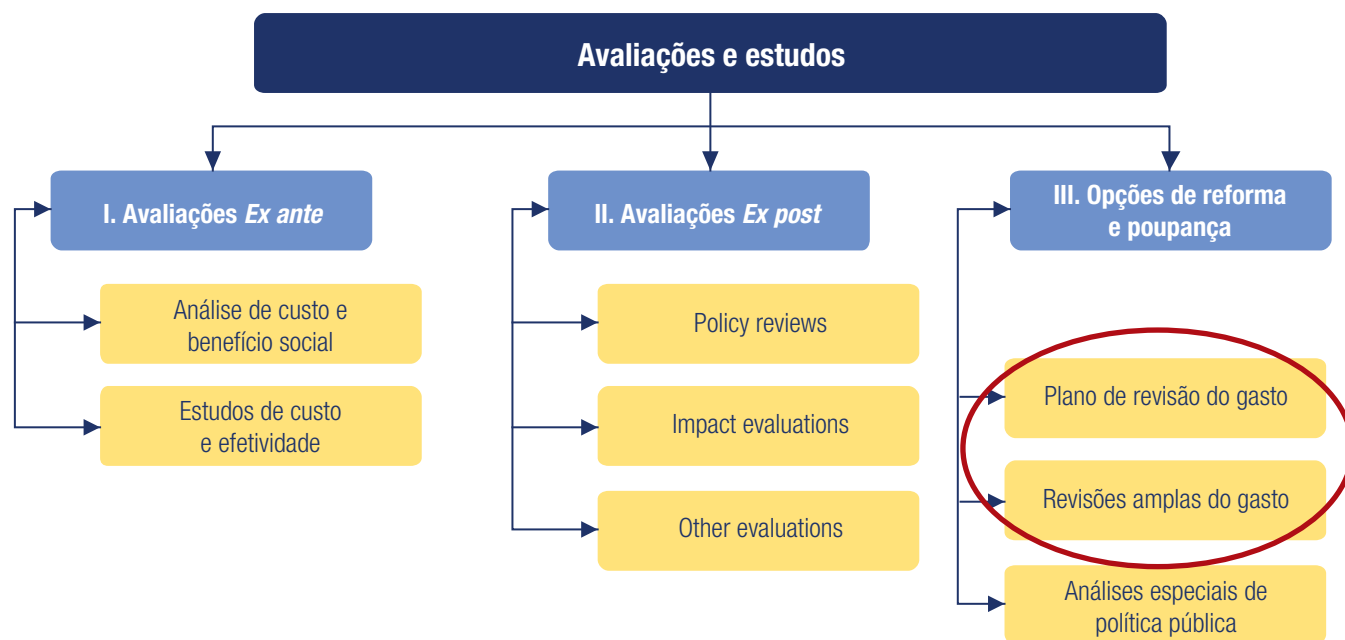 Avaliações e estudos
I. Avaliações Ex ante
Análise de custo e
benefício social
Estudos de custo
e efetividade
II. Avaliações Ex post
Policy reviews
Impact evaluations
Other evaluations
III. Opções de reforma
e poupança
Plano de revisão do gasto
Revisões amplas do gasto
Análises especiais de
política pública